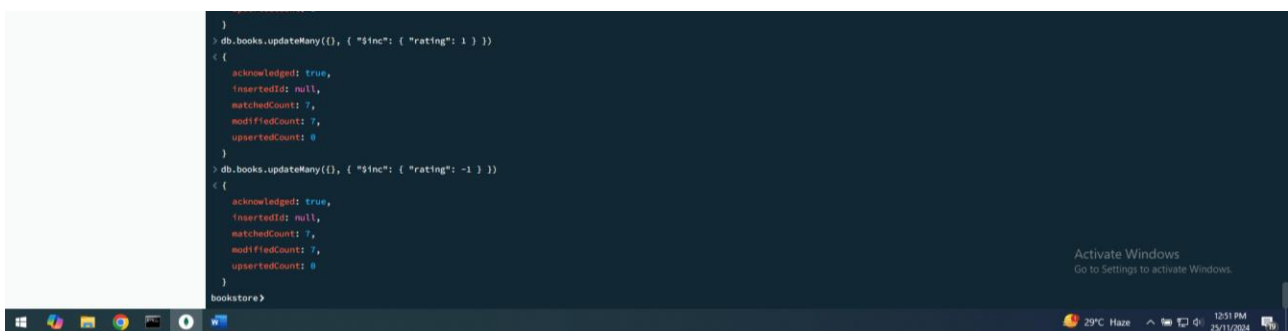 }
> db.books.updateMany({}, { "$inc": { "rating": 1 } })
< {
acknowledged: true,
insertedId: null,
matchedCount: 7,
modifiedCount: 7,
upsertedCount: 0
}
> db.books.updateMany({}, { "$inc": { "rating": -1 } })
< {
acknowledged: true,
insertedId: null,
matchedCount: 7,
modifiedCount: 7,
upsertedCount: 0
}
bookstore>
Activate Windows
Go to Settings to activate Windows.
29°C Haze
12:51 PM
25/11/2024